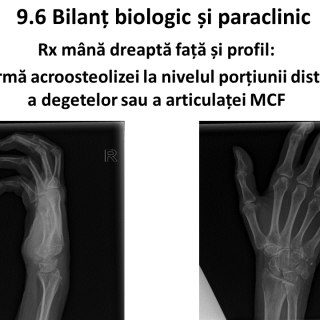 9.6 Bilanț biologic și paraclinic
Rx mână dreaptă față și profil:
rmă acroosteolizei la nivelul porțiunii dist
a degetelor sau a articulației MCF
R